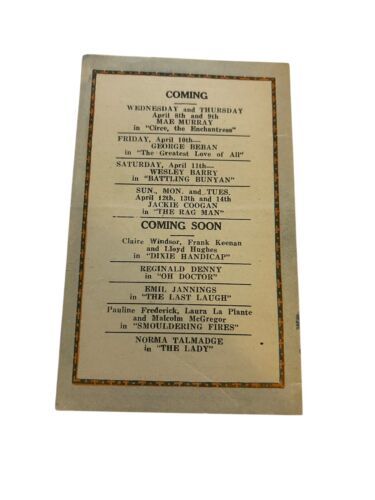 COMING
WEDNESDAY and THURSDAY
April 8th and 9th
MAE MURRAY
in "Circe, the Enchantress"
FRIDAY, April 10th—
GEORGE BEBAN
in "The Greatest Love of All"
SATURDAY, April 11th—
WESLEY BARRY
in "BATTLING BUNYAN"
SUN., MON. and TUES.
April 12th, 13th and 14th
JACKIE COOGAN
in "THE RAG MAN"
COMING SOON
Claire Windsor, Frank Keenan
and Lloyd Hughes
in "DIXIE HANDICAP"
REGINALD DENNY
in "OH DOCTOR"
EMIL JANNINGS
in "THE LAST LAUGH"
Pauline Frederick, Laura La Plante
and Malcolm McGregor
in "SMOULDERING FIRES"
NORMA TALMADGE
in "THE LADY"